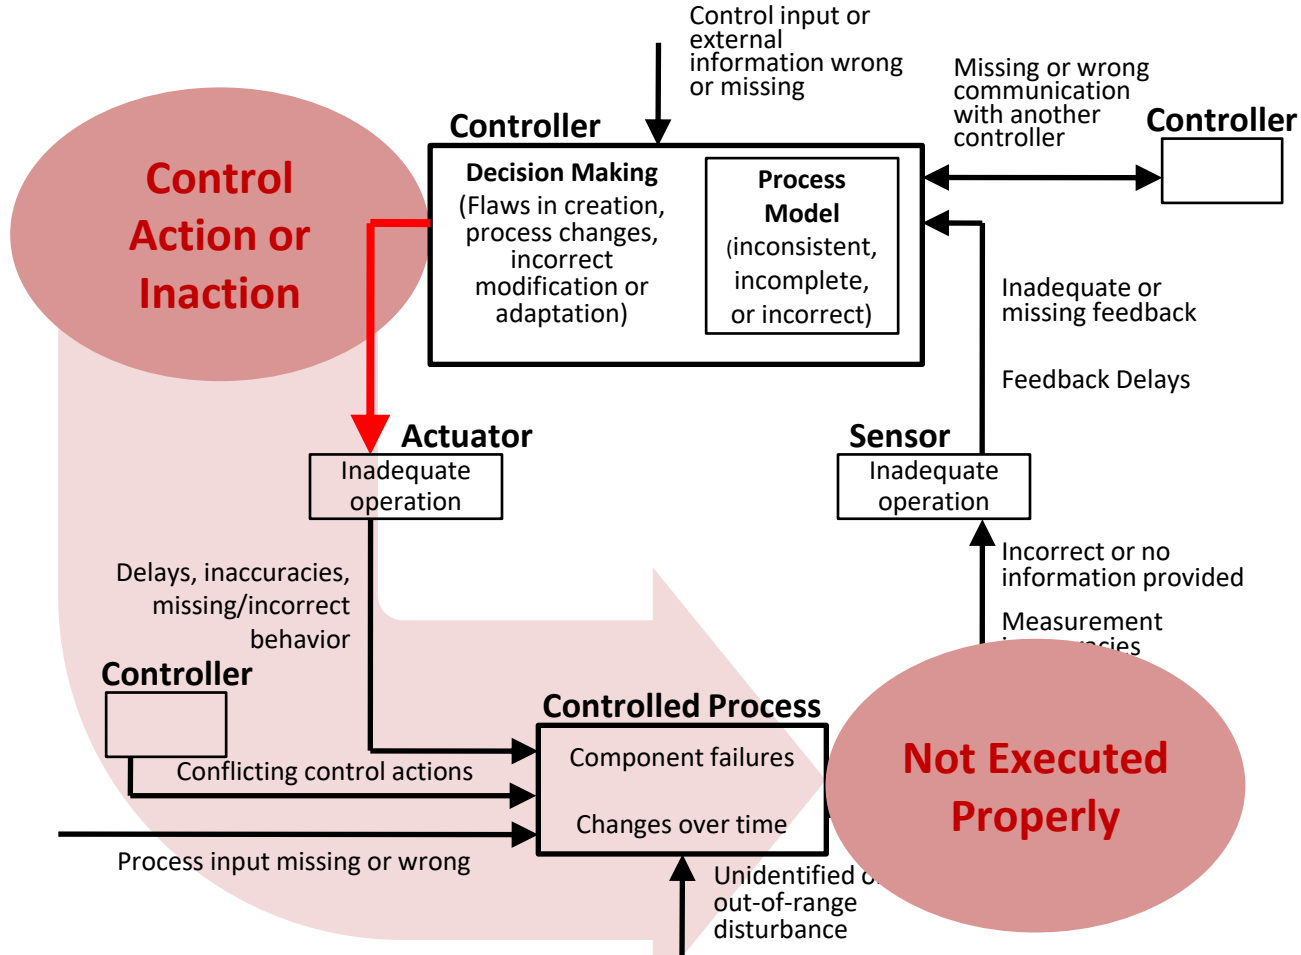 Control input or
external
information wrong
or missing
Missing or wrong
communication
with another
controller
Controller
Controller
Control
Action or
Inaction
Decision Making
(Flaws in creation,
process changes,
incorrect
modification or
adaptation)
Process
Model
(inconsistent,
incomplete,
or incorrect)
Inadequate or
missing feedback
Feedback Delays
Actuator
Inadequate
operation
Sensor
Inadequate
operation
Delays, inaccuracies,
missing/incorrect
behavior
Incorrect or no
information provided
Measurement
Controller
Conflicting control actions
Process input missing or wrong
Controlled Process
Component failures
Changes over time
Not Executed
Properly
Unidentified
out-of-range
disturbance